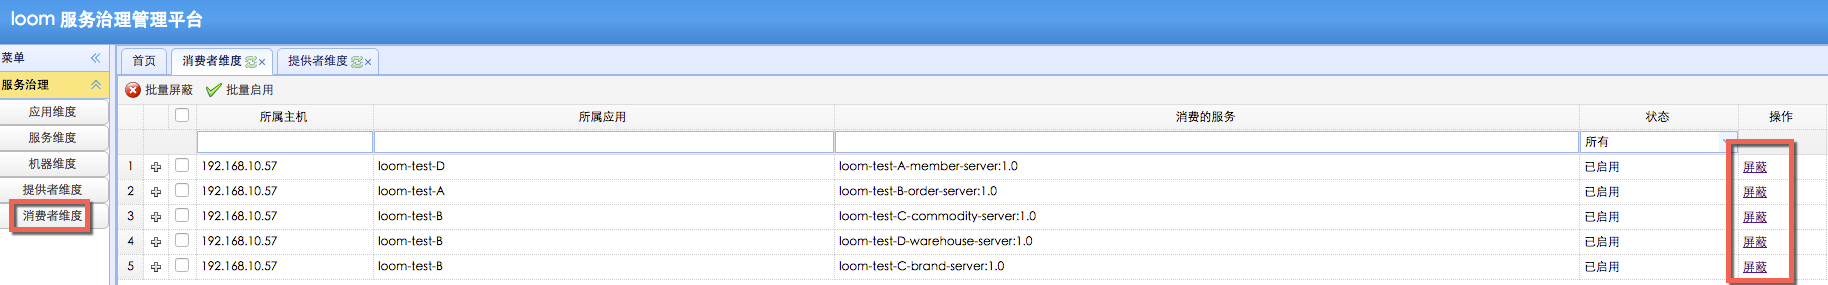 loom 服务治理管理平台
菜单
服务治理
应用维度
服务维度
机器维度
提供者维度
消费者维度
首页 消费者维度 提供者维度
批量屏蔽 批量启用
所属主机 所属应用 消费的服务 状态 操作
所有
1 192.168.10.57 loom-test-D loom-test-A-member-server:1.0 已启用 屏蔽
2 192.168.10.57 loom-test-A loom-test-B-order-server:1.0 已启用 屏蔽
3 192.168.10.57 loom-test-B loom-test-C-commodity-server:1.0 已启用 屏蔽
4 192.168.10.57 loom-test-B loom-test-D-warehouse-server:1.0 已启用 屏蔽
5 192.168.10.57 loom-test-B loom-test-C-brand-server:1.0 已启用 屏蔽